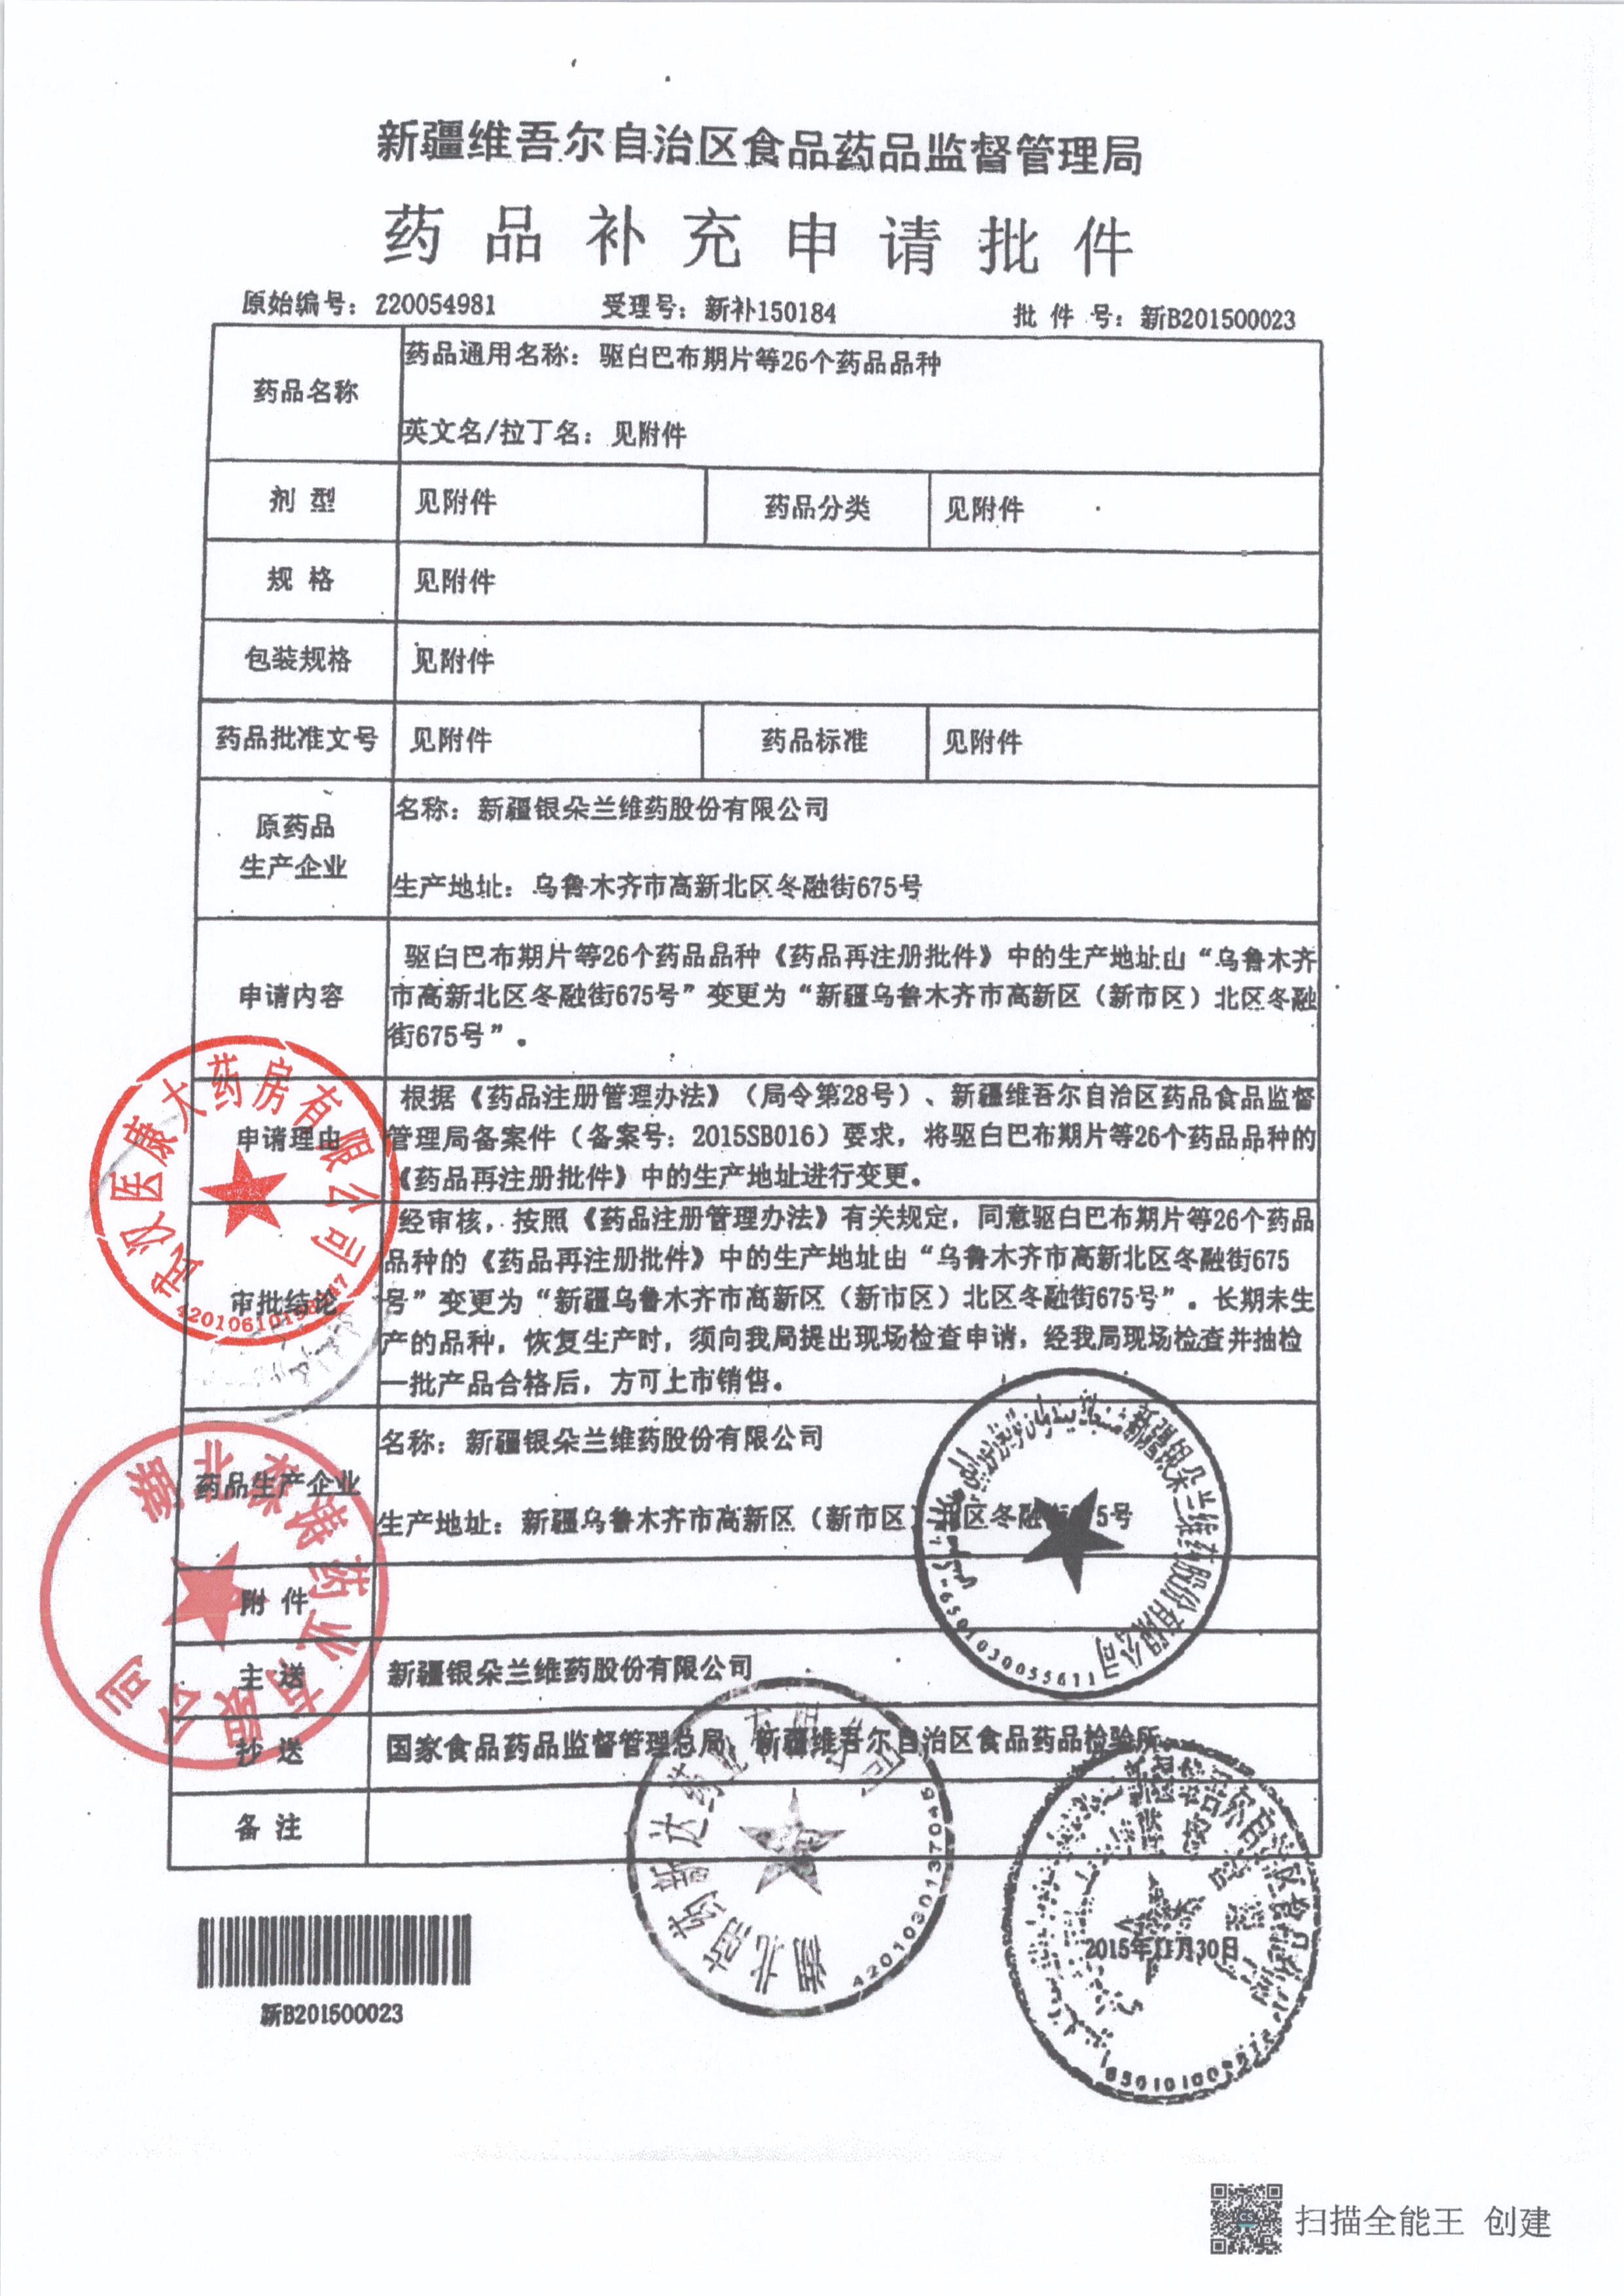 新疆维吾尔自治区食品药品监督管理局
药品补充申请批件
原始编号：220054981 受理号：新补150184 批件号：新B201500023
药品名称
药品通用名称：驱白巴布期片等26个药品品种
英文名/拉丁名：见附件
剂型 见附件 药品分类 见附件
规格 见附件
包装规格 见附件
药品批准文号 见附件 药品标准 见附件
原药品
生产企业
名称：新疆银朵兰维药股份有限公司
生产地址：乌鲁木齐市高新北区冬融街675号
申请内容
驱白巴布期片等26个药品品种《药品再注册批件》中的生产地址由“乌鲁木齐
市高新北区冬融街675号”变更为“新疆乌鲁木齐市高新区（新市区）北区冬融
街675号”。
申请理由
根据《药品注册管理办法》（局令第28号）、新疆维吾尔自治区药品食品监督
管理局备案件（备案号：2015SB016）要求，将驱白巴布期片等26个药品品种的
《药品再注册批件》中的生产地址进行变更。
审批结论
经审核，按照《药品注册管理办法》有关规定，同意驱白巴布期片等26个药品
品种的《药品再注册批件》中的生产地址由“乌鲁木齐市高新北区冬融街675
号”变更为“新疆乌鲁木齐市高新区（新市区）北区冬融街675号”。长期未生
产的品种，恢复生产时，须向我局提出现场检查申请，经我局现场检查并抽检
一批产品合格后，方可上市销售。
药品生产企业
名称：新疆银朵兰维药股份有限公司
生产地址：新疆乌鲁木齐市高新区（新市区）北区冬融街675号
附件
主送 新疆银朵兰维药股份有限公司
抄送 国家食品药品监督管理总局，新疆维吾尔自治区食品药品检验所
备注
武汉医康大药房有限公司
新疆银朵兰维药股份有限公司
6501030055611
4201030137045
2015年11月30日
新B201500023
扫描全能王 创建